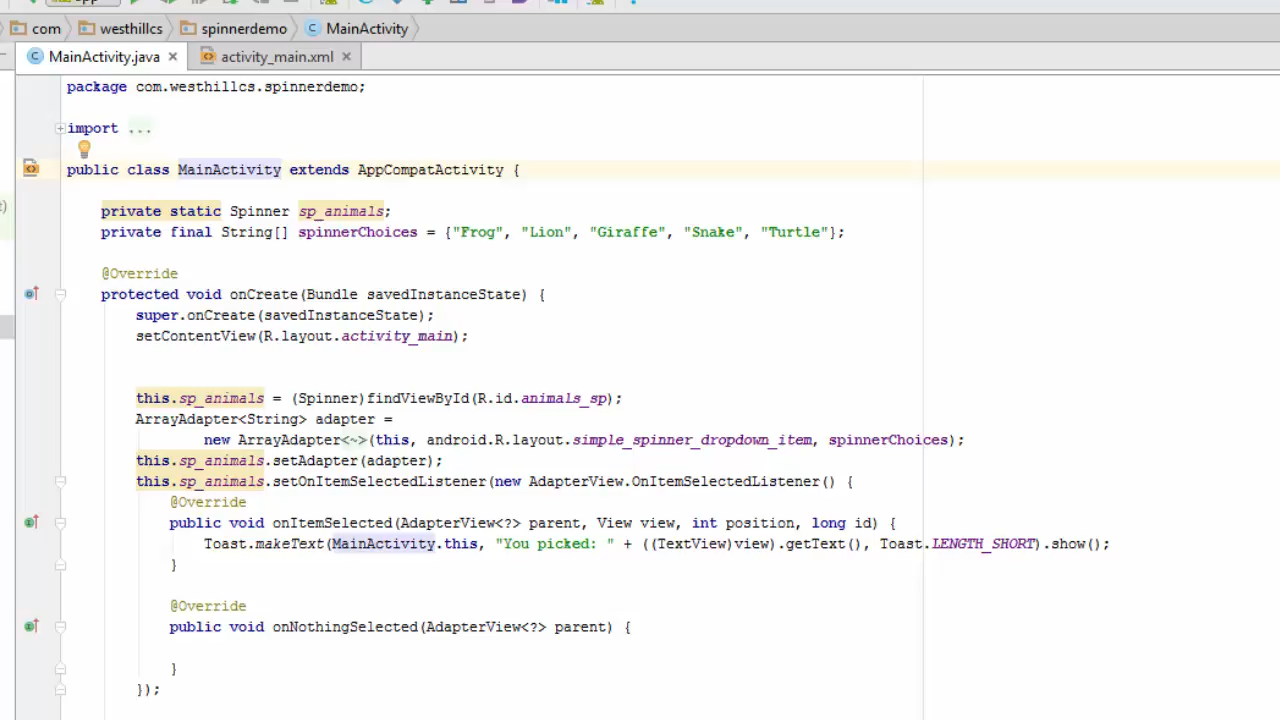 app
com westhillcs spinnerdemo MainActivity
MainActivity.java activity_main.xml
package com.westhillcs.spinnerdemo;
import ...
public class MainActivity extends AppCompatActivity {
private static Spinner sp_animals;
private final String[] spinnerChoices = {"Frog", "Lion", "Giraffe", "Snake", "Turtle"};
@Override
protected void onCreate(Bundle savedInstanceState) {
super.onCreate(savedInstanceState);
setContentView(R.layout.activity_main);
this.sp_animals = (Spinner)findViewById(R.id.animals_sp);
ArrayAdapter<String> adapter =
new ArrayAdapter<~>(this, android.R.layout.simple_spinner_dropdown_item, spinnerChoices);
this.sp_animals.setAdapter(adapter);
this.sp_animals.setOnItemSelectedListener(new AdapterView.OnItemSelectedListener() {
@Override
public void onItemSelected(AdapterView<?> parent, View view, int position, long id) {
Toast.makeText(MainActivity.this, "You picked: " + ((TextView)view).getText(), Toast.LENGTH_SHORT).show();
}
@Override
public void onNothingSelected(AdapterView<?> parent) {
}
});